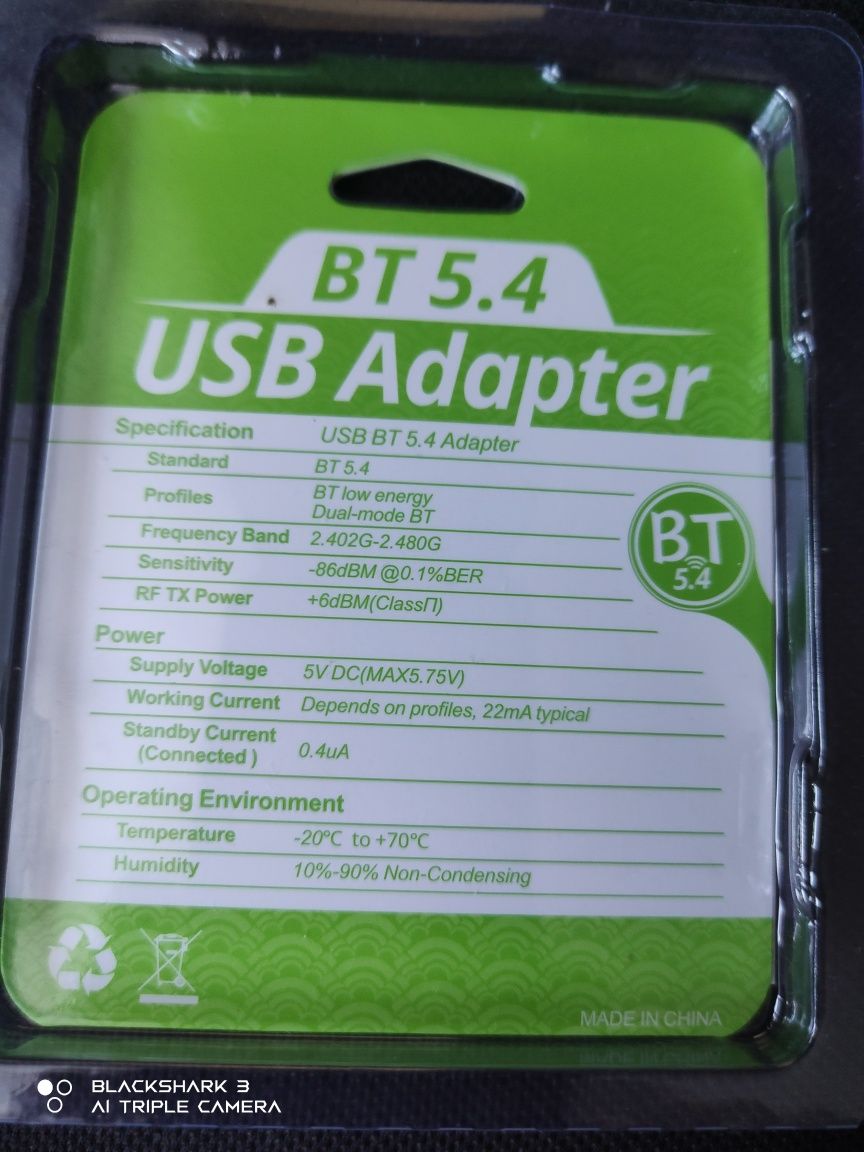 BT 5.4
USB Adapter
Specification USB BT 5.4 Adapter
Standard BT 5.4
Profiles BT low energy
Dual-mode BT
Frequency Band 2.402G-2.480G
Sensitivity -86dBM @0.1%BER
RF TX Power +6dBM(ClassΠ)
BT
5.4
Power
Supply Voltage 5V DC(MAX5.75V)
Working Current Depends on profiles, 22mA typical
Standby Current
(Connected ) 0.4uA
Operating Environment
Temperature -20℃ to +70℃
Humidity 10%-90% Non-Condensing
MADE IN CHINA
BLACKSHARK 3
AI TRIPLE CAMERA